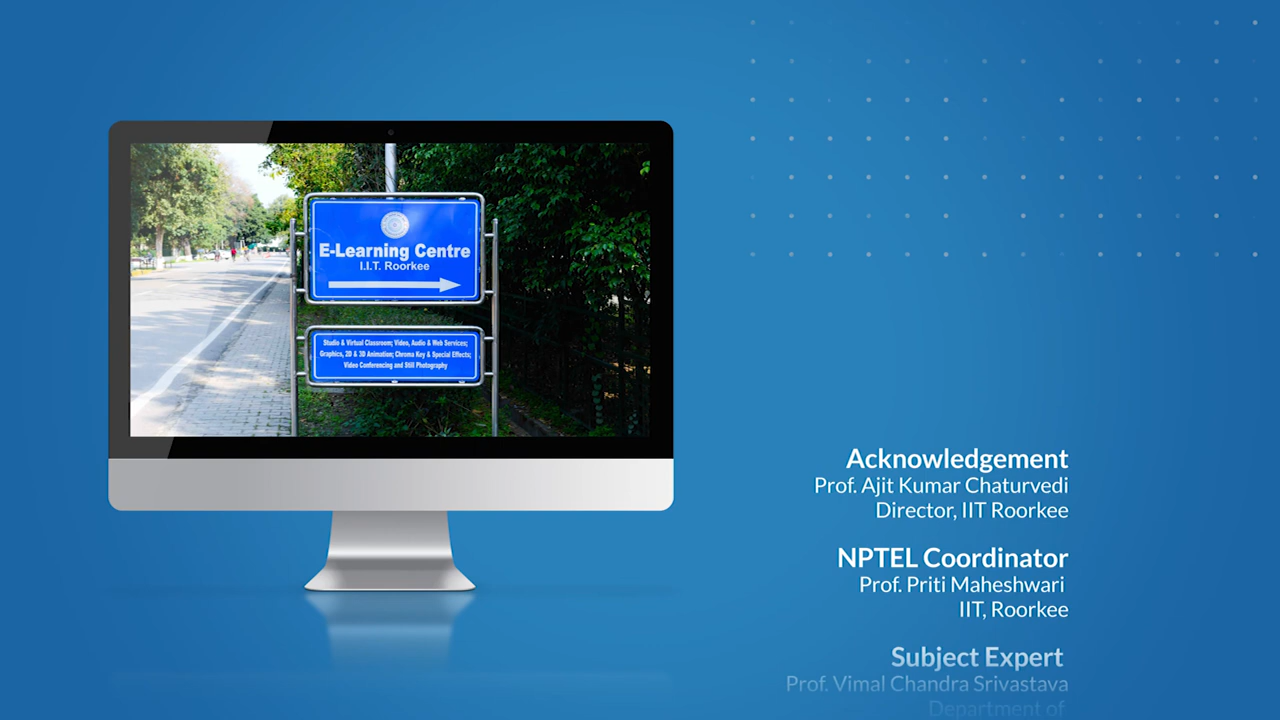 E-Learning Centre
I.I.T. Roorkee
Studio & Virtual Classroom; Video, Audio & Web Services;
Graphics, 2D & 3D Animation; Chroma Key & Special Effects;
Video Conferencing and Still Photography
Acknowledgement
Prof. Ajit Kumar Chaturvedi
Director, IIT Roorkee
NPTEL Coordinator
Prof. Priti Maheshwari
IIT, Roorkee
Subject Expert
Prof. Vimal Chandra Srivastava
Department of